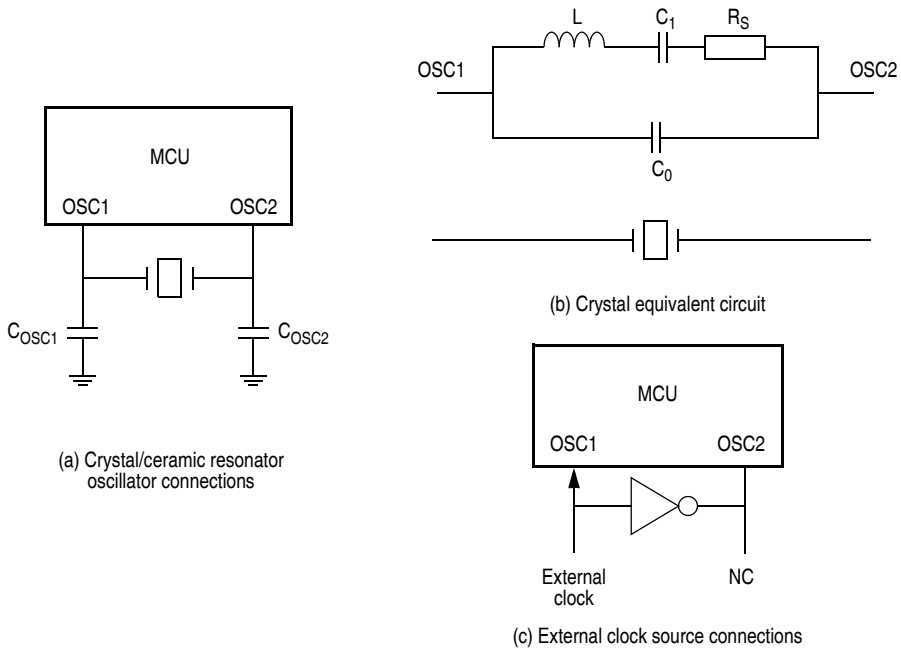 MCU
OSC1 OSC2
C_OSC1 C_OSC2
(a) Crystal/ceramic resonator
oscillator connections
L C_1 R_S
OSC1 OSC2
C_0
(b) Crystal equivalent circuit
MCU
OSC1 OSC2
External
clock
NC
(c) External clock source connections